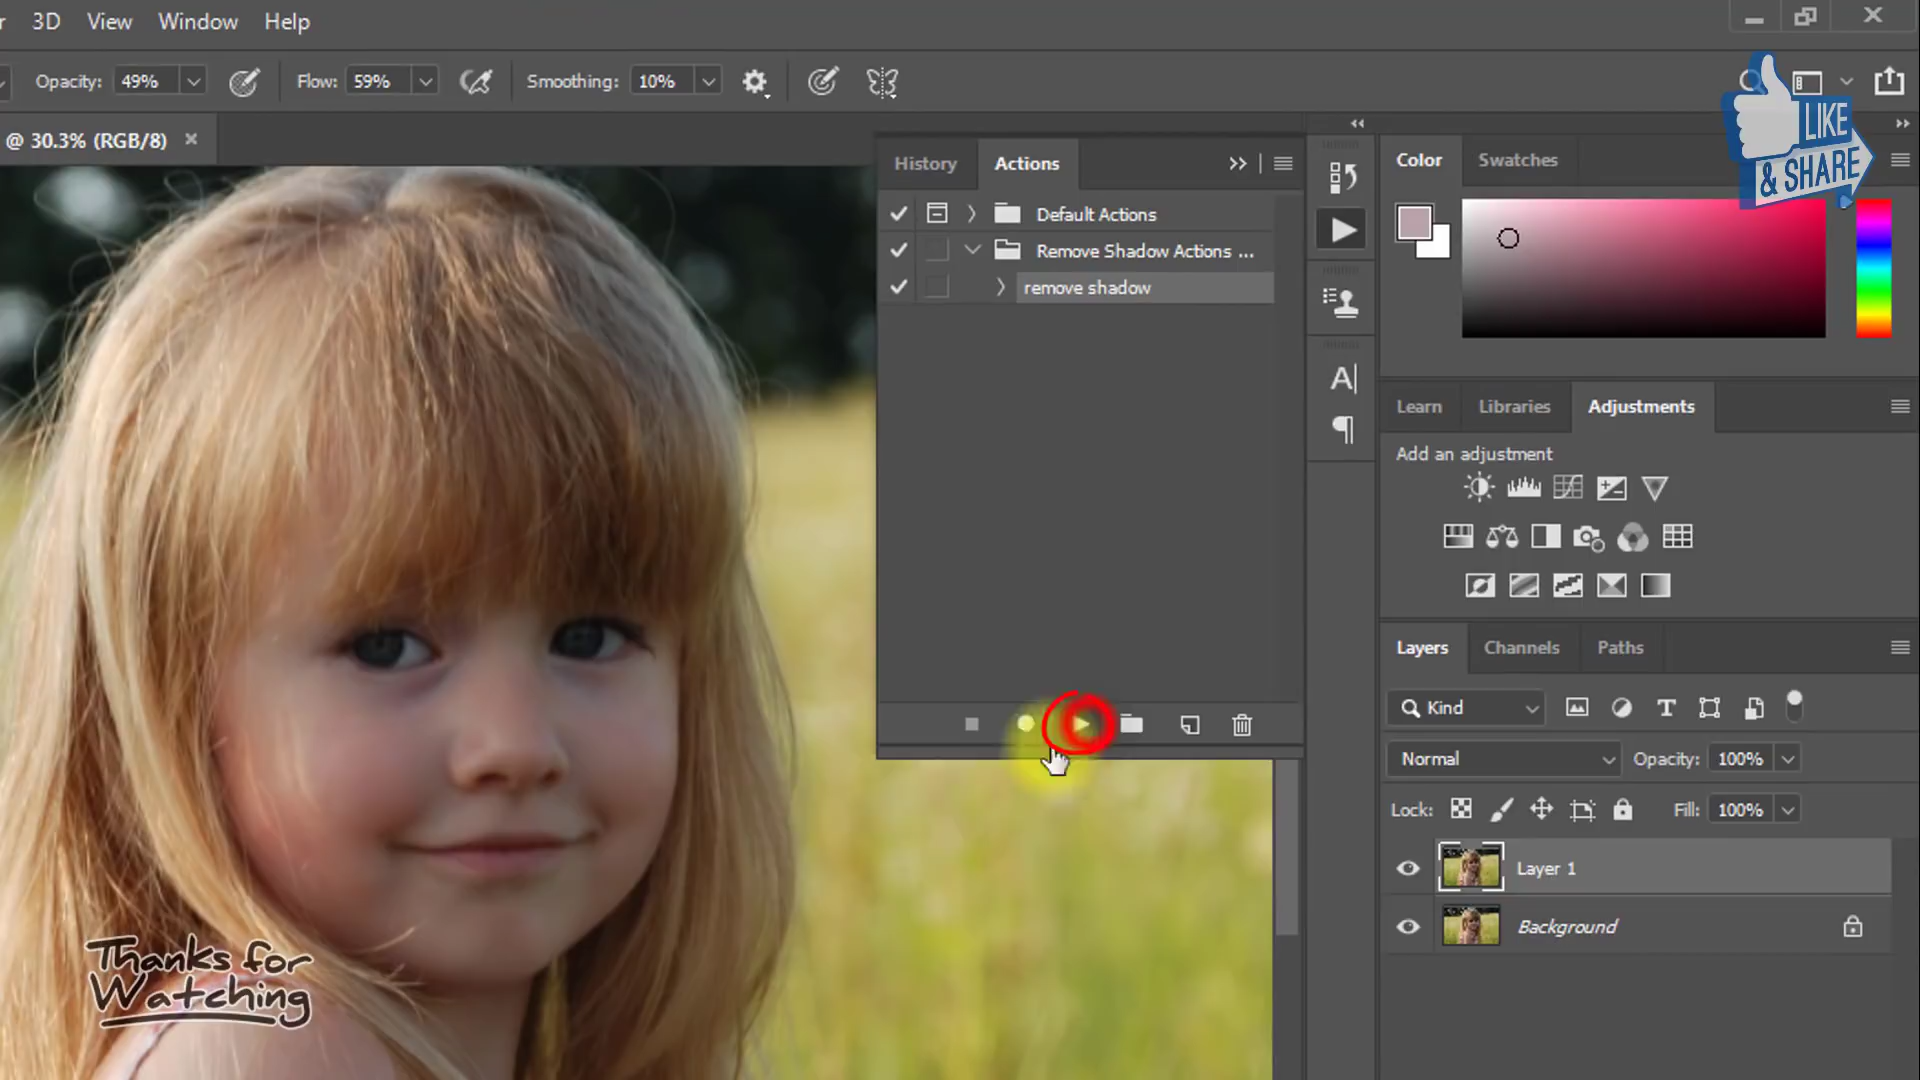 3D View Window Help
Opacity: 49% Flow: 59% Smoothing: 10%
LIKE
& SHARE
@ 30.3% (RGB/8) ×
History Actions
Color Swatches
Default Actions
Remove Shadow Actions ...
remove shadow
Learn Libraries Adjustments
Add an adjustment
Layers Channels Paths
Kind
Normal Opacity: 100%
Lock: Fill: 100%
Layer 1
Background
Thanks for
Watching